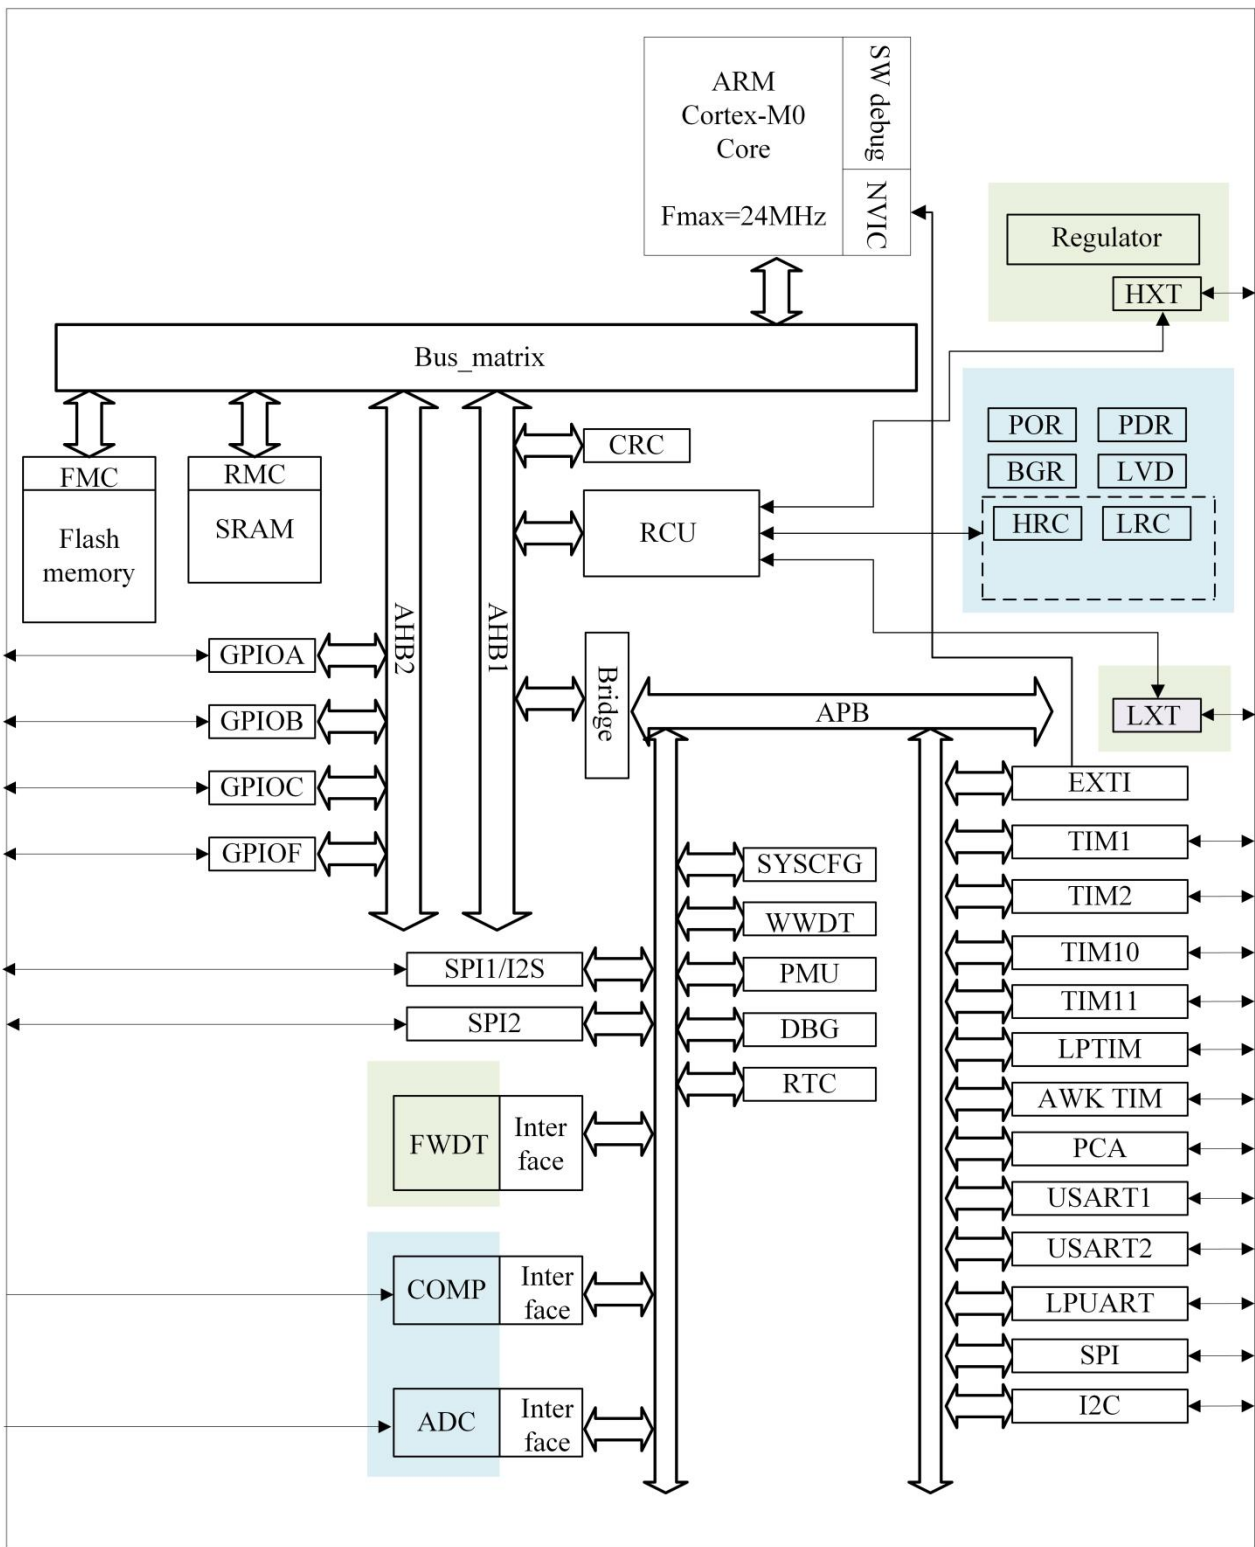 ARM
Cortex-M0
Core
Fmax=24MHz
SW debug
NVIC
Regulator
HXT
Bus_matrix
POR
PDR
BGR
LVD
HRC
LRC
FMC
Flash
memory
RMC
SRAM
CRC
RCU
AHB2
AHB1
Bridge
APB
LXT
GPIOA
GPIOB
GPIOC
GPIOF
EXTI
TIM1
TIM2
TIM10
TIM11
LPTIM
AWK TIM
PCA
USART1
USART2
LPUART
SPI
I2C
SYSCFG
WWDT
PMU
DBG
RTC
SPI1/I2S
SPI2
FWDT
Inter
face
COMP
Inter
face
ADC
Inter
face